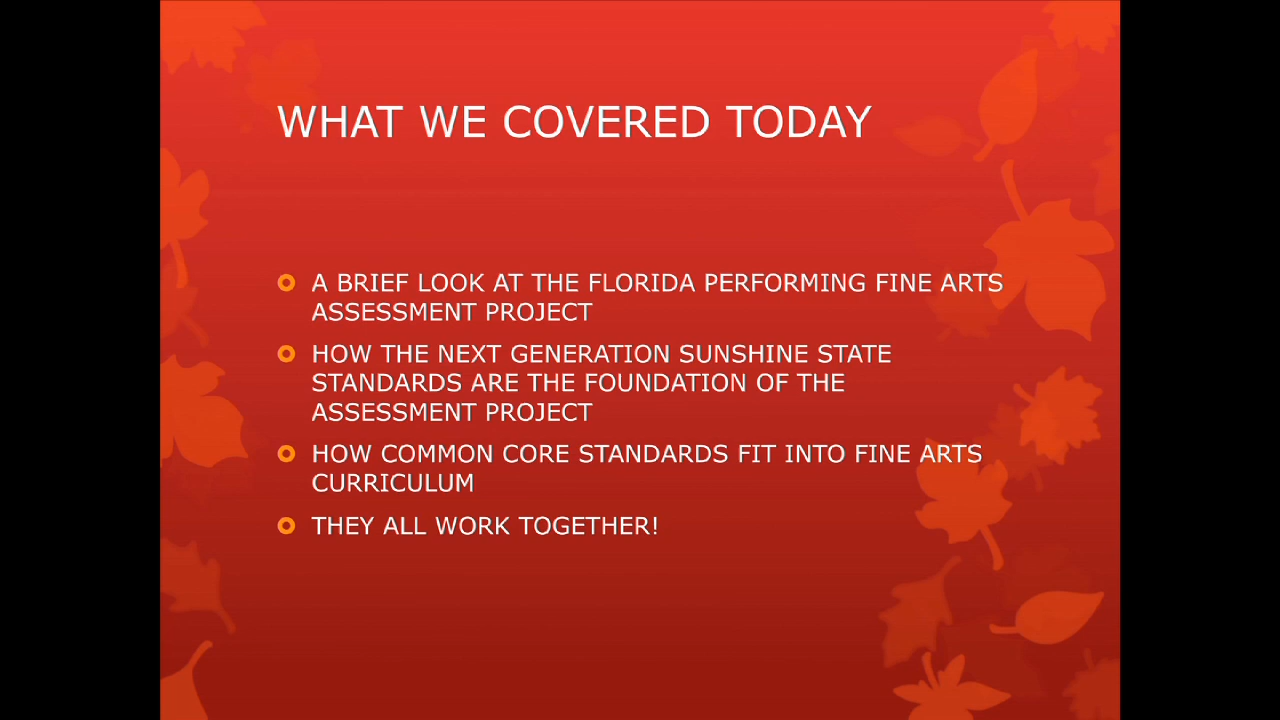 WHAT WE COVERED TODAY
A BRIEF LOOK AT THE FLORIDA PERFORMING FINE ARTS
ASSESSMENT PROJECT
HOW THE NEXT GENERATION SUNSHINE STATE
STANDARDS ARE THE FOUNDATION OF THE
ASSESSMENT PROJECT
HOW COMMON CORE STANDARDS FIT INTO FINE ARTS
CURRICULUM
THEY ALL WORK TOGETHER!